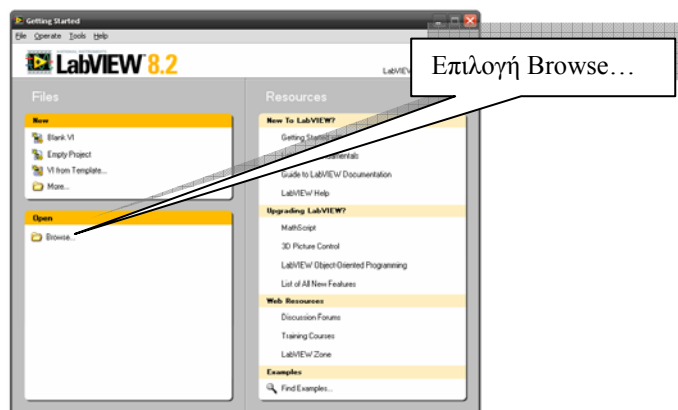 Getting Started
File Operate Tools Help
LabVIEW 8.2
Επιλογή Browse…
Files
New
Blank VI
Empty Project
VI from Template...
More...
Open
Browse...
Resources
New To LabVIEW?
Getting Started
Guide to LabVIEW Documentation
LabVIEW Help
Upgrading LabVIEW?
MathScript
3D Picture Control
LabVIEW Object-Oriented Programming
List of All New Features
Web Resources
Discussion Forums
Training Courses
LabVIEW Zone
Examples
Find Examples...